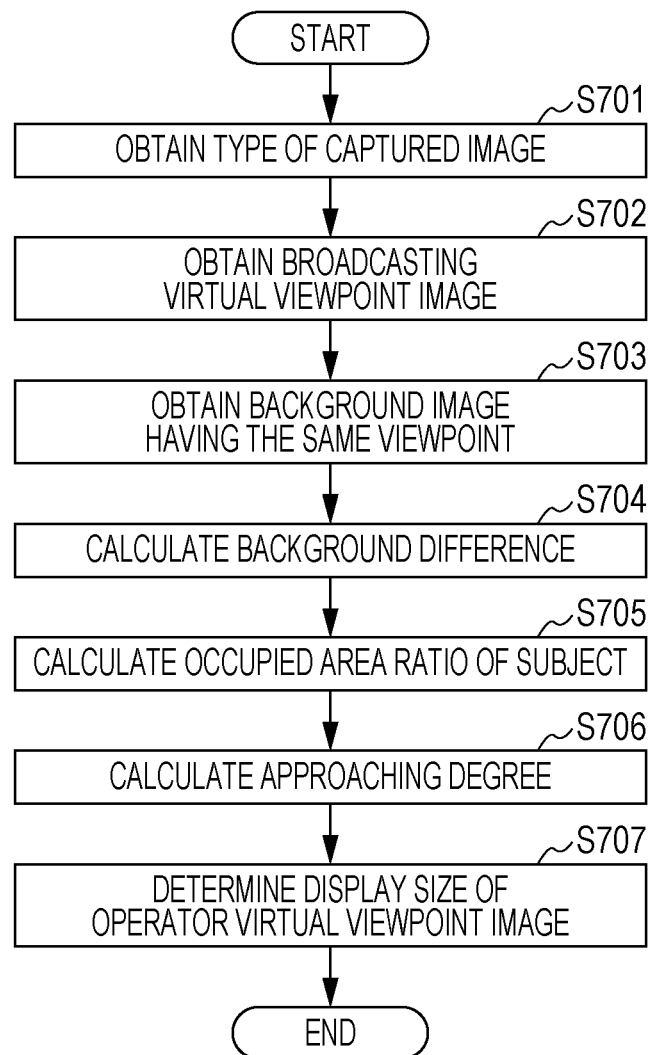 START
S701
OBTAIN TYPE OF CAPTURED IMAGE
S702
OBTAIN BROADCASTING
VIRTUAL VIEWPOINT IMAGE
S703
OBTAIN BACKGROUND IMAGE
HAVING THE SAME VIEWPOINT
S704
CALCULATE BACKGROUND DIFFERENCE
S705
CALCULATE OCCUPIED AREA RATIO OF SUBJECT
S706
CALCULATE APPROACHING DEGREE
S707
DETERMINE DISPLAY SIZE OF
OPERATOR VIRTUAL VIEWPOINT IMAGE
END